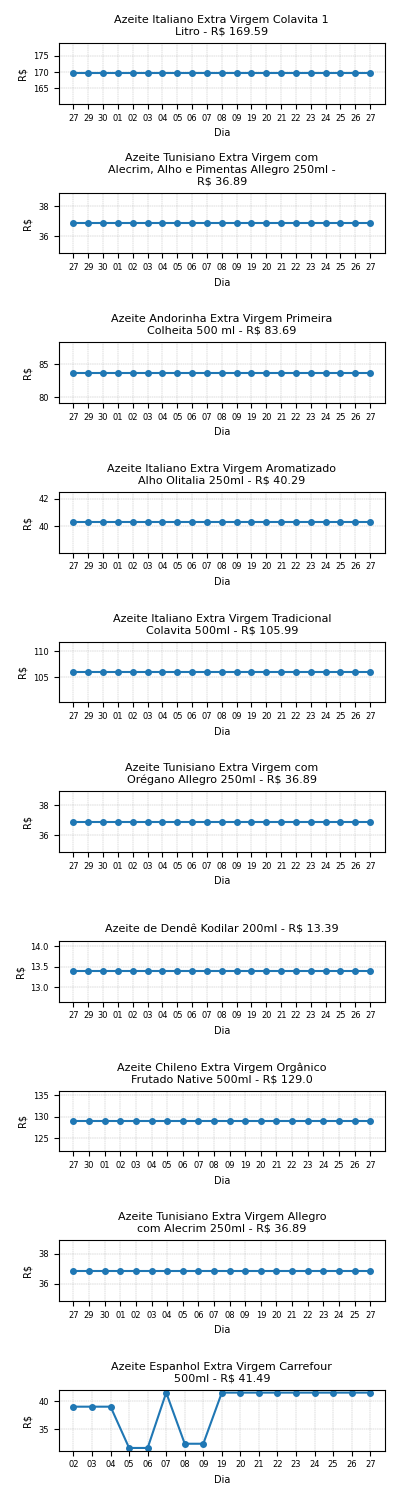 Azeite Italiano Extra Virgem Colavita 1
Litro - R$ 169.59
175
170
165
R$
27 29 30 01 02 03 04 05 06 07 08 09 19 20 21 22 23 24 25 26 27
Dia
Azeite Tunisiano Extra Virgem com
Alecrim, Alho e Pimentas Allegro 250ml -
R$ 36.89
38
36
R$
27 29 30 01 02 03 04 05 06 07 08 09 19 20 21 22 23 24 25 26 27
Dia
Azeite Andorinha Extra Virgem Primeira
Colheita 500 ml - R$ 83.69
85
80
R$
27 29 30 01 02 03 04 05 06 07 08 09 19 20 21 22 23 24 25 26 27
Dia
Azeite Italiano Extra Virgem Aromatizado
Alho Olitalia 250ml - R$ 40.29
42
40
R$
27 29 30 01 02 03 04 05 06 07 08 09 19 20 21 22 23 24 25 26 27
Dia
Azeite Italiano Extra Virgem Tradicional
Colavita 500ml - R$ 105.99
110
105
R$
27 29 30 01 02 03 04 05 06 07 08 09 19 20 21 22 23 24 25 26 27
Dia
Azeite Tunisiano Extra Virgem com
Orégano Allegro 250ml - R$ 36.89
38
36
R$
27 29 30 01 02 03 04 05 06 07 08 09 19 20 21 22 23 24 25 26 27
Dia
Azeite de Dendê Kodilar 200ml - R$ 13.39
14.0
13.5
13.0
R$
27 29 30 01 02 03 04 05 06 07 08 09 19 20 21 22 23 24 25 26 27
Dia
Azeite Chileno Extra Virgem Orgânico
Frutado Native 500ml - R$ 129.0
135
130
125
R$
27 30 01 02 03 04 05 06 07 08 09 19 20 21 22 23 24 25 26 27
Dia
Azeite Tunisiano Extra Virgem Allegro
com Alecrim 250ml - R$ 36.89
38
36
R$
27 29 30 01 02 03 04 05 06 07 09 19 20 21 22 23 24 25 26 27
Dia
Azeite Espanhol Extra Virgem Carrefour
500ml - R$ 41.49
40
35
R$
02 03 04 05 06 07 08 09 19 20 21 22 23 24 25 26 27
Dia